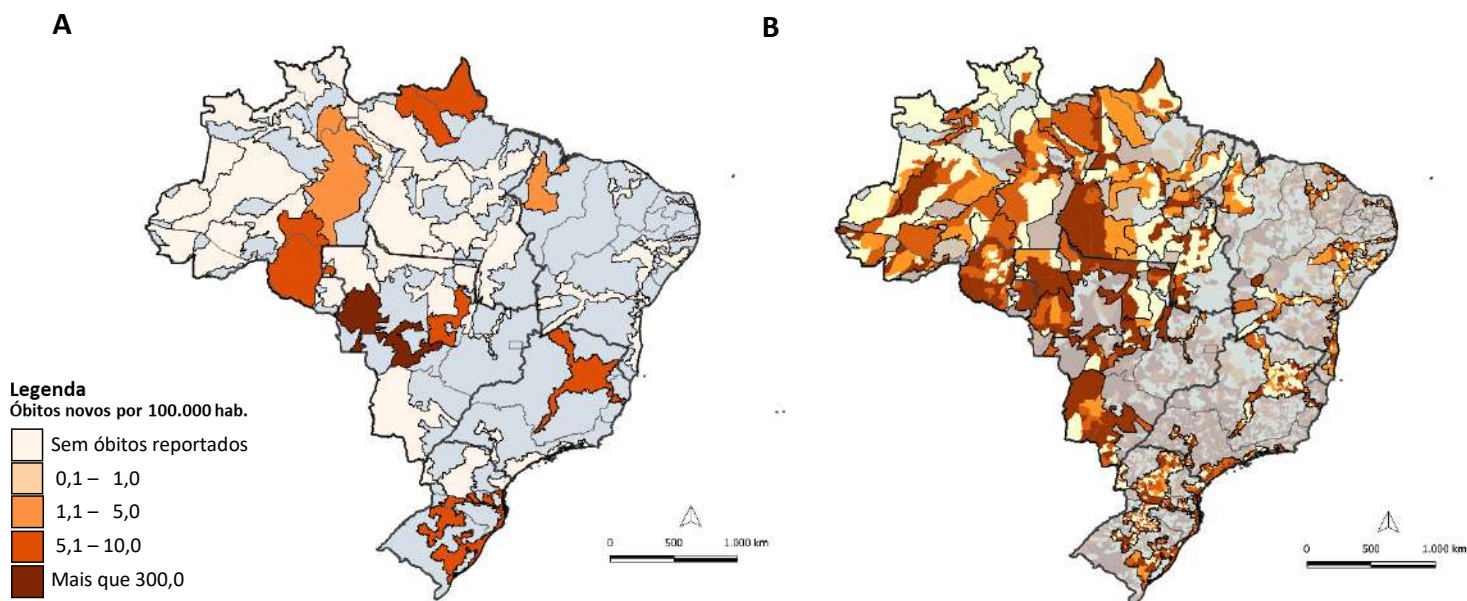 A
B
Legenda
Óbitos novos por 100.000 hab.
Sem óbitos reportados
0,1 – 1,0
1,1 – 5,0
5,1 – 10,0
Mais que 300,0
0 500 1.000 km
0 500 1.000 km